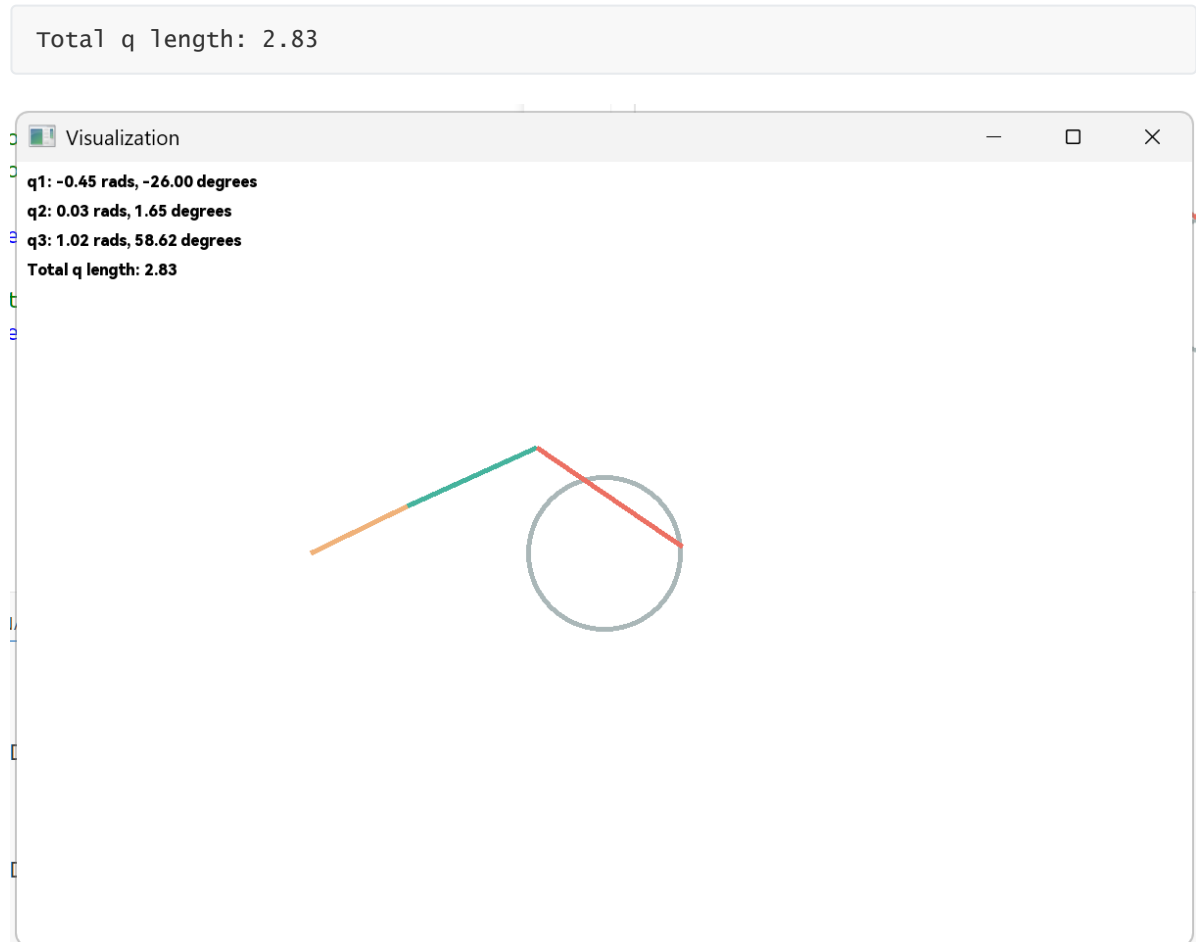 Total q length: 2.83
Visualization
q1: -0.45 rads, -26.00 degrees
q2: 0.03 rads, 1.65 degrees
q3: 1.02 rads, 58.62 degrees
Total q length: 2.83